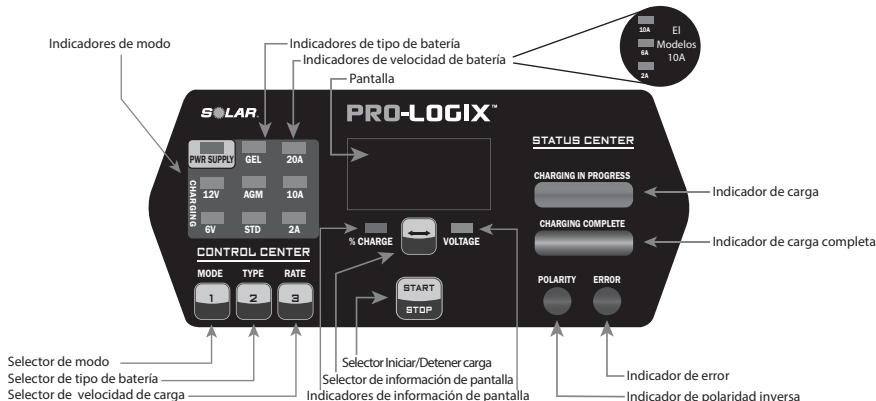 Indicadores de modo
Indicadores de tipo de batería
Indicadores de velocidad de batería
Pantalla
10A
6A
2A
El
Modelos
10A
SOLAR
PRO-LOGIX™
STATUS CENTER
PWR SUPPLY
GEL
20A
CHARGING
12V
AGM
10A
6V
STD
2A
CHARGING IN PROGRESS
Indicador de carga
CHARGING COMPLETE
Indicador de carga completa
% CHARGE
VOLTAGE
CONTROL CENTER
MODE
TYPE
RATE
1
2
3
START
STOP
POLARITY
ERROR
Selector de modo
Selector de tipo de batería
Selector de velocidad de carga
Selector Iniciar/Detener carga
Selector de información de pantalla
Indicadores de información de pantalla
Indicador de error
Indicador de polaridad inversa